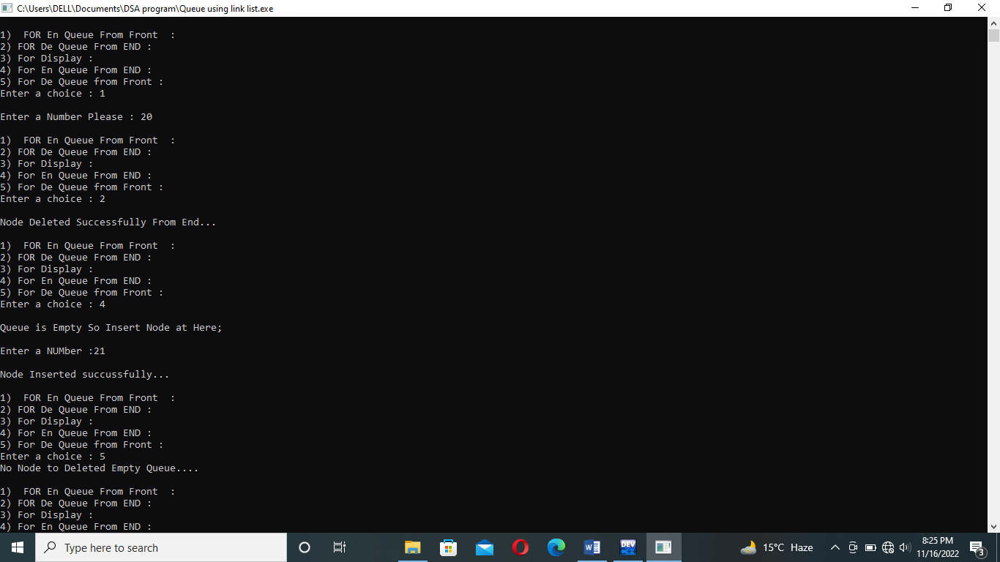 C:\Users\DELL\Documents\DSA program\Queue using link list.exe
1)  FOR En Queue From Front  :
2) FOR De Queue From END :
3) For Display :
4) For En Queue From END :
5) For De Queue from Front :
Enter a choice : 1
Enter a Number Please : 20
1)  FOR En Queue From Front  :
2) FOR De Queue From END :
3) For Display :
4) For En Queue From END :
5) For De Queue from Front :
Enter a choice : 2
Node Deleted Successfully From End...
1)  FOR En Queue From Front  :
2) FOR De Queue From END :
3) For Display :
4) For En Queue From END :
5) For De Queue from Front :
Enter a choice : 4
Queue is Empty So Insert Node at Here;
Enter a NUMber :21
Node Inserted succussfully...
1)  FOR En Queue From Front  :
2) FOR De Queue From END :
3) For Display :
4) For En Queue From END :
5) For De Queue from Front :
Enter a choice : 5
No Node to Deleted Empty Queue....
1)  FOR En Queue From Front  :
2) FOR De Queue From END :
3) For Display :
4) For En Queue From END :
Type here to search
W
DEV
15°C Haze
8:25 PM
11/16/2022
3